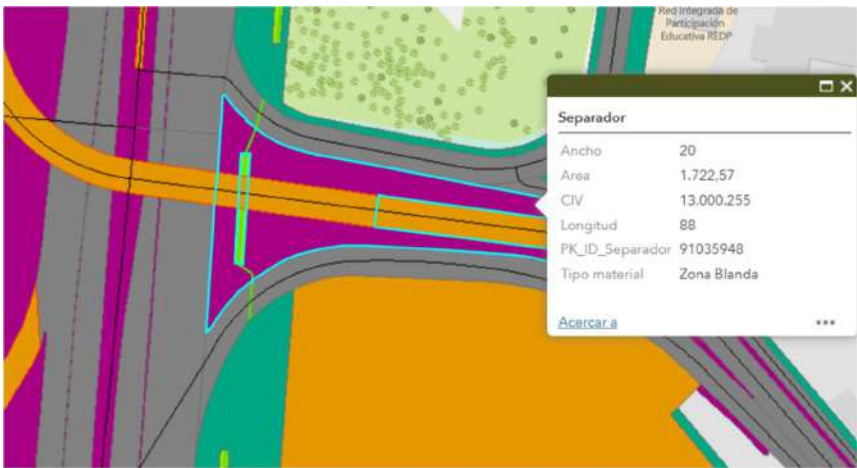 Red Integrada de
Participación
Educativa REDP
Separador
Ancho 20
Area 1.722,57
CIV 13.000.255
Longitud 88
PK_ID_Separador 91035948
Tipo material Zona Blanda
Acercar a